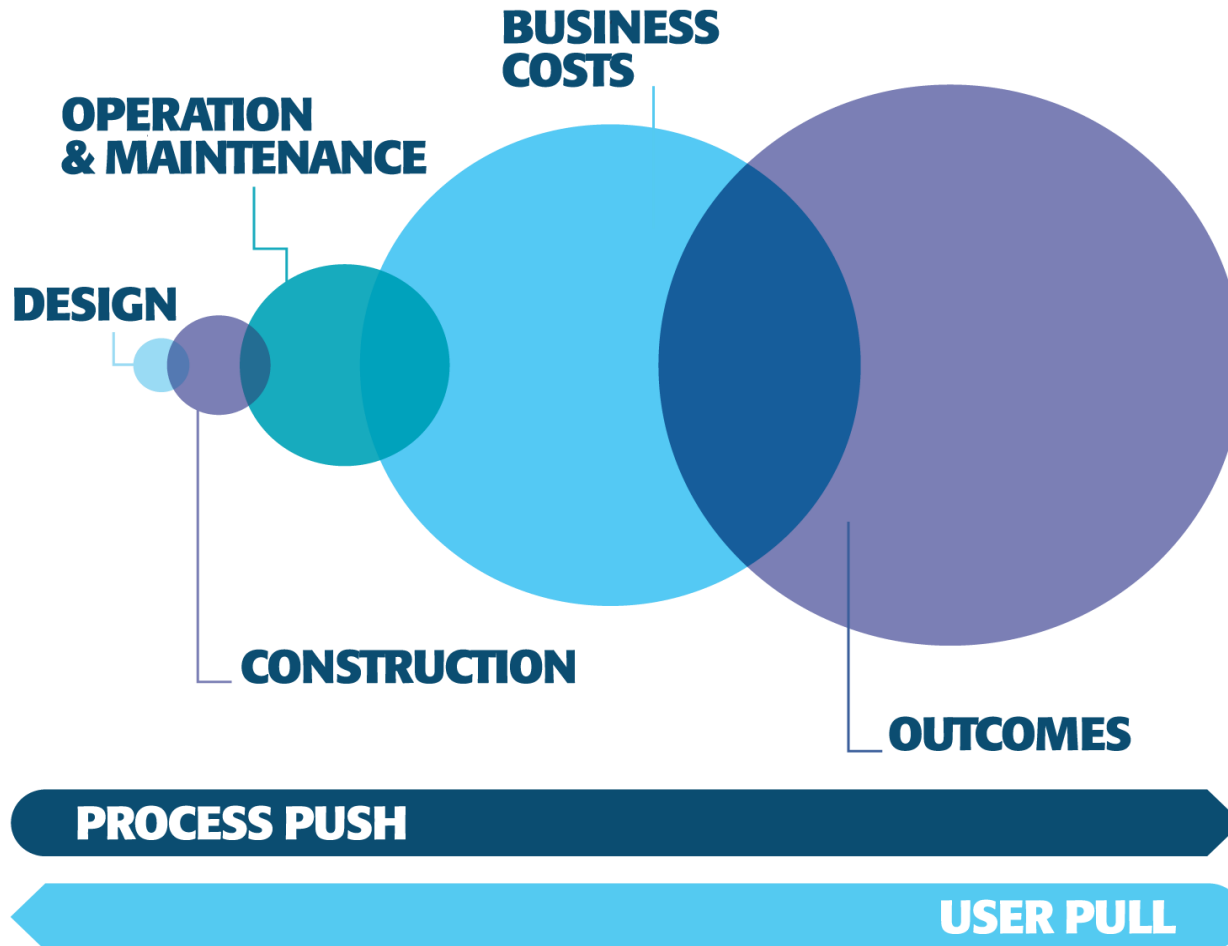 BUSINESS
COSTS
OPERATION
& MAINTENANCE
DESIGN
CONSTRUCTION
OUTCOMES
PROCESS PUSH
USER PULL